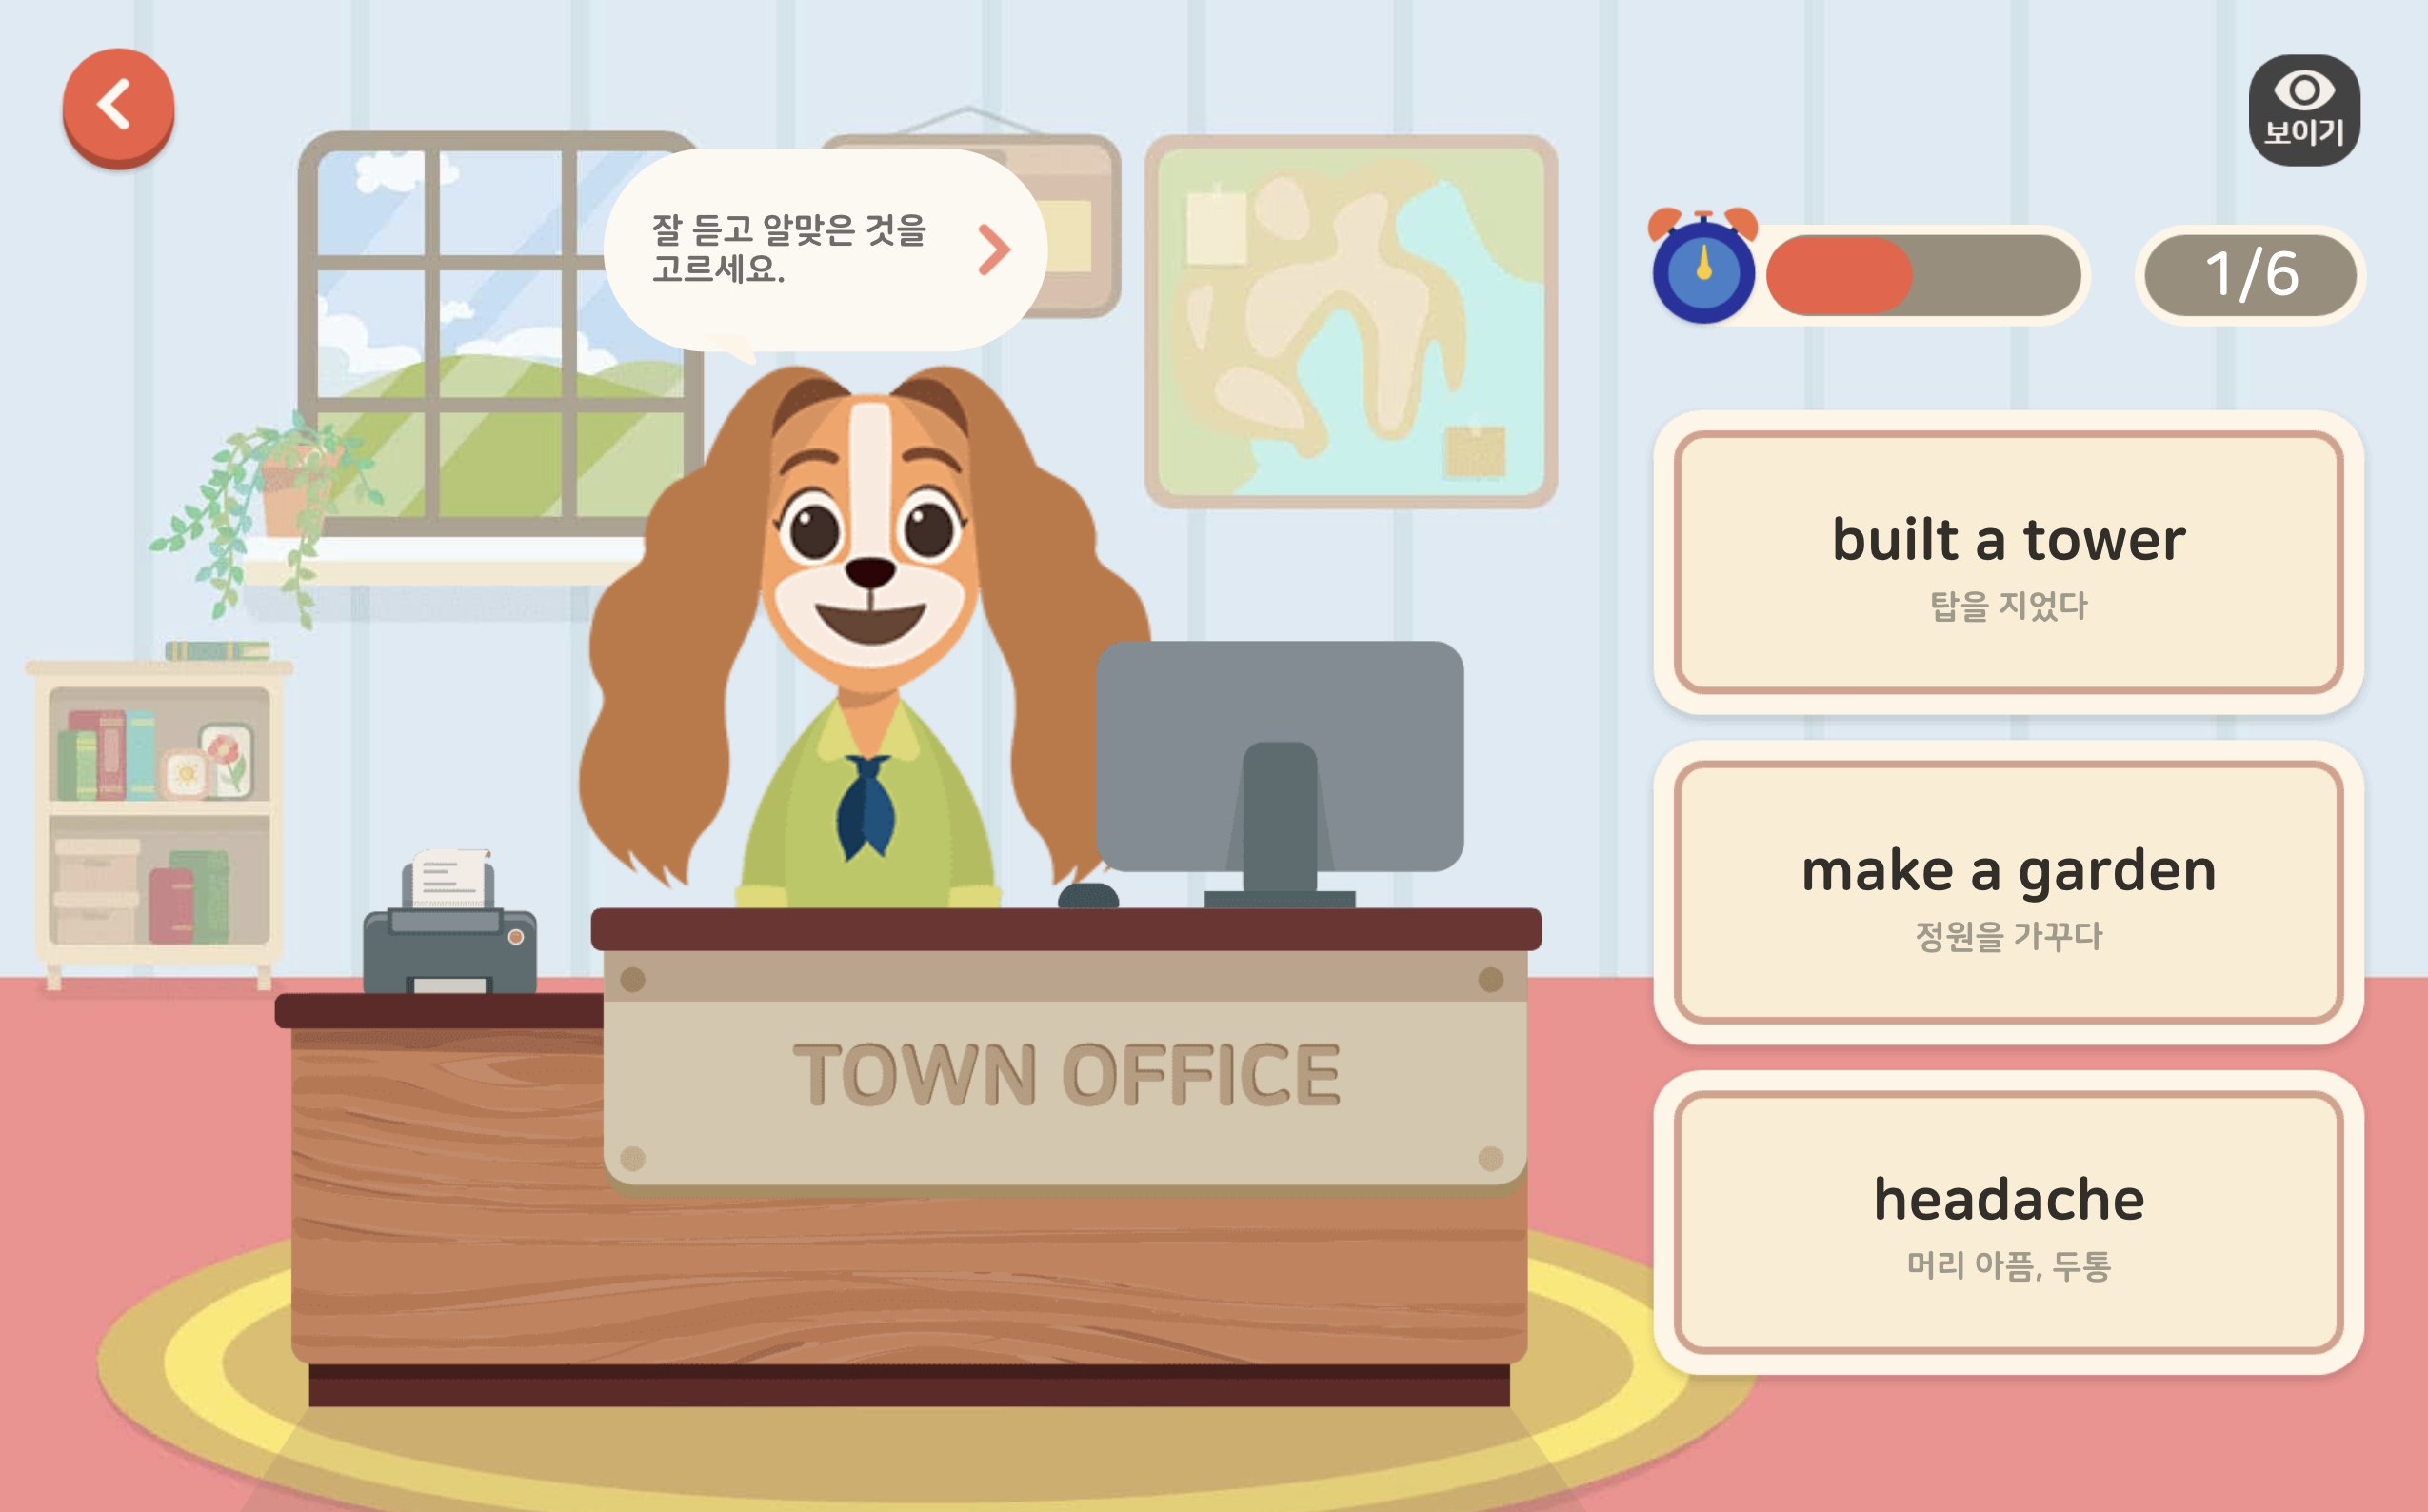 보이기
잘 듣고 알맞은 것을
고르세요.
1/6
built a tower
탑을 지었다
make a garden
정원을 가꾸다
headache
머리 아픔, 두통
TOWN OFFICE